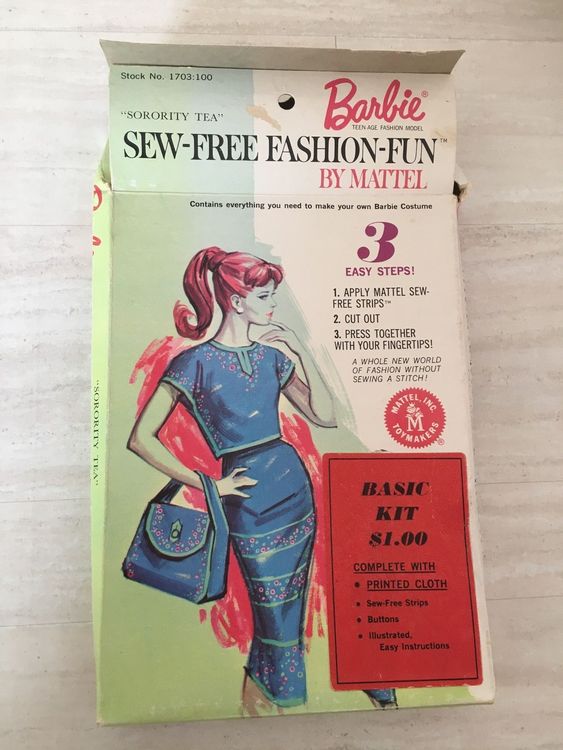 Stock No. 1703:100
"SORORITY TEA"
Barbie®
TEEN AGE FASHION MODEL
SEW-FREE FASHION-FUN™
BY MATTEL
Contains everything you need to make your own Barbie Costume
3
EASY STEPS!
1. APPLY MATTEL SEW-
FREE STRIPS™
2. CUT OUT
3. PRESS TOGETHER
WITH YOUR FINGERTIPS!
A WHOLE NEW WORLD
OF FASHION WITHOUT
SEWING A STITCH!
MATTEL, INC.
M
TOYMAKERS
®
BASIC
KIT
$1.00
COMPLETE WITH
• PRINTED CLOTH
• Sew-Free Strips
• Buttons
• Illustrated,
Easy Instructions
"SORORITY TEA"